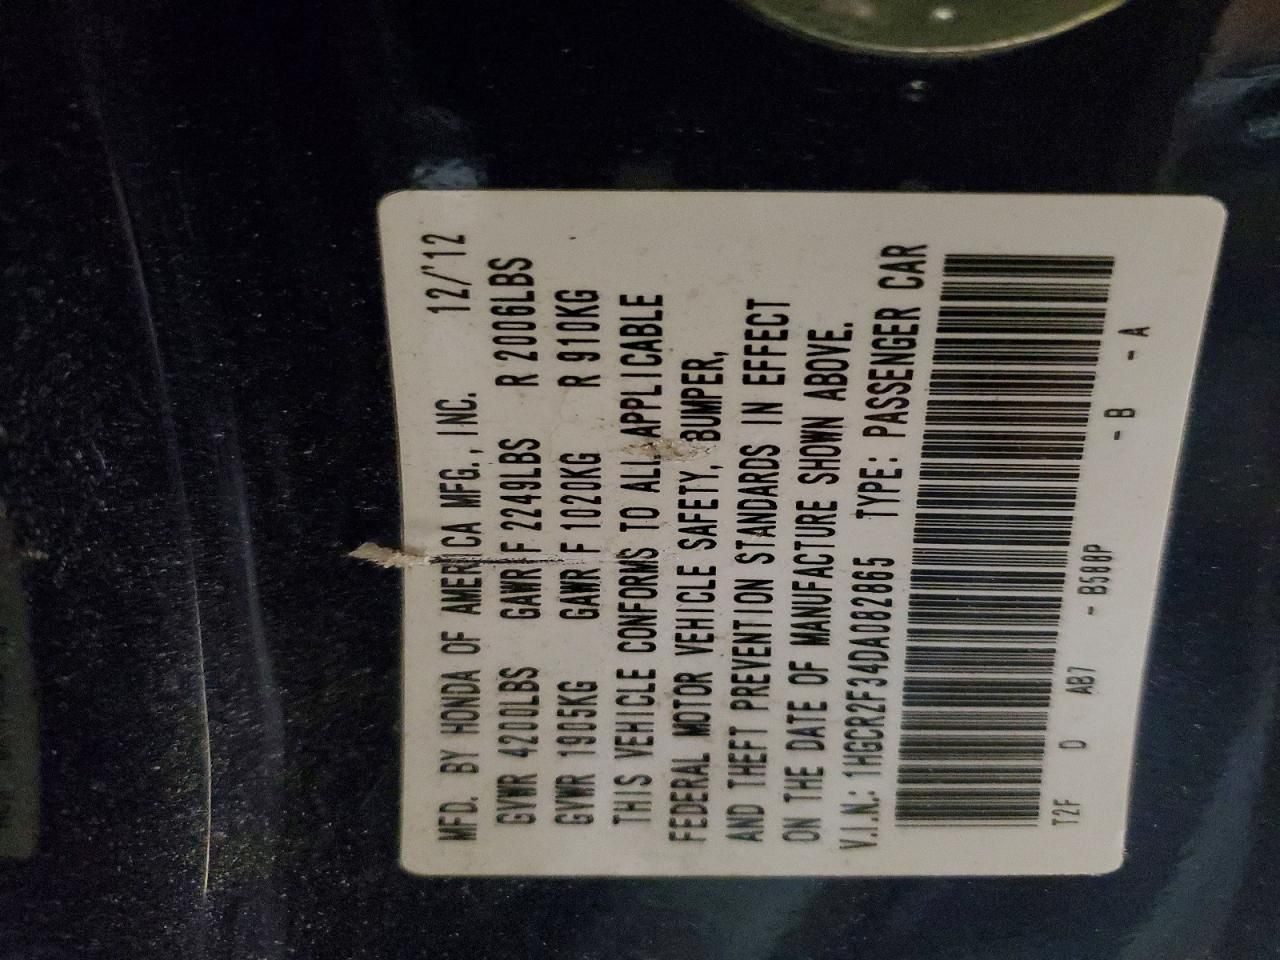 MFD. BY HONDA OF AMERICA MFG., INC. 12/'12
GVWR 4200LBS GAWR F 2249LBS R 2006LBS
GVWR 1905KG GAWR F 1020KG R 910KG
THIS VEHICLE CONFORMS TO ALL APPLICABLE
FEDERAL MOTOR VEHICLE SAFETY, BUMPER,
AND THEFT PREVENTION STANDARDS IN EFFECT
ON THE DATE OF MANUFACTURE SHOWN ABOVE.
V.I.N.: 1HGCR2F34DA082865 TYPE: PASSENGER CAR
T2F D AB7 - B588P - B - A